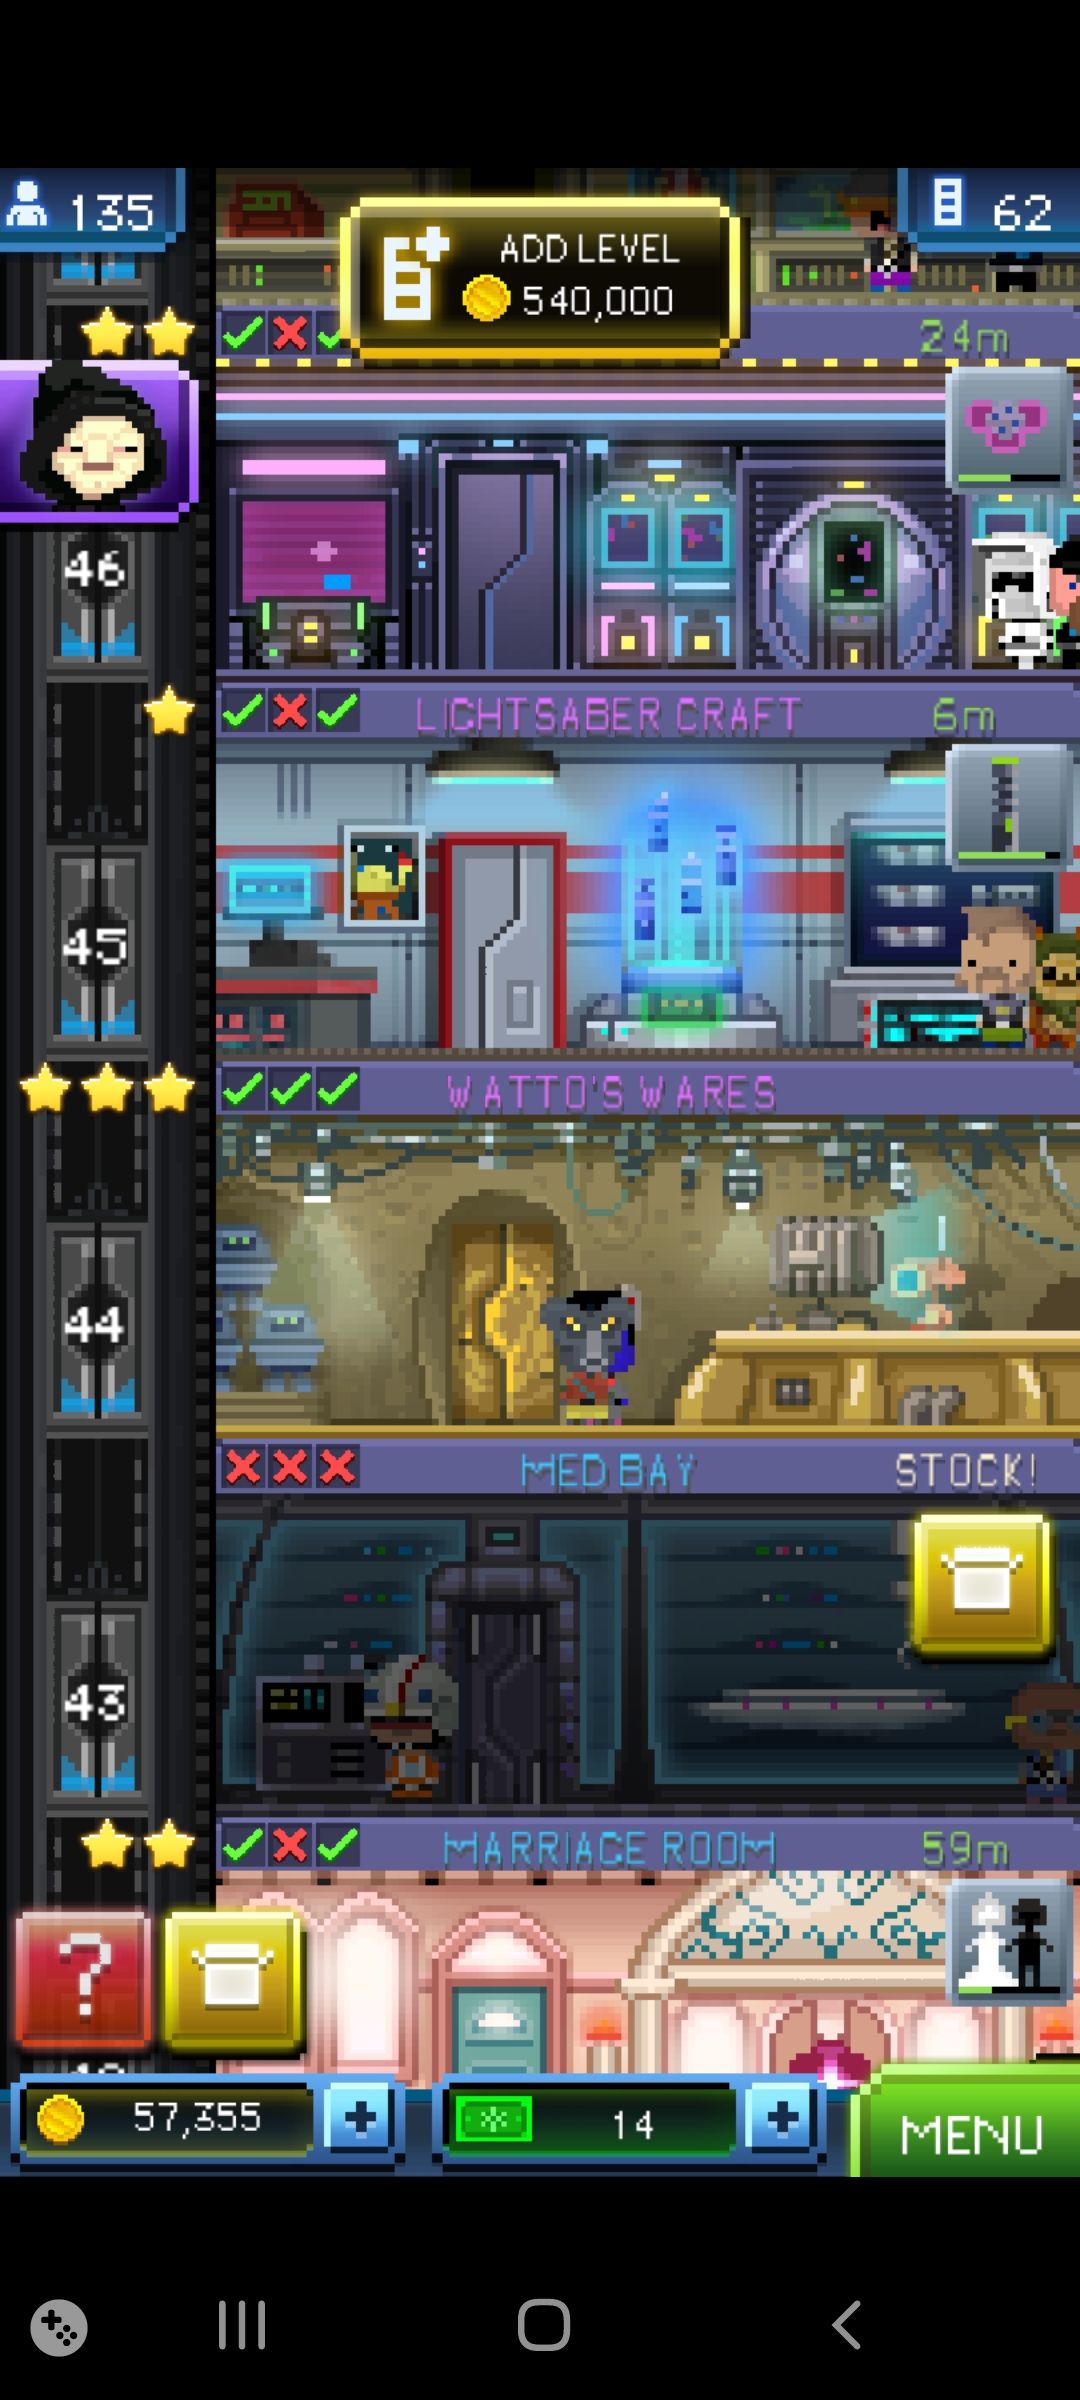 135
ADD LEVEL
540,000
62
24m
46
LIGHTSABER CRAFT
6m
45
WATTO'S WARES
44
MED BAY
STOCK!
43
MARRIAGE ROOM
59m
?
57,355
14
MENU